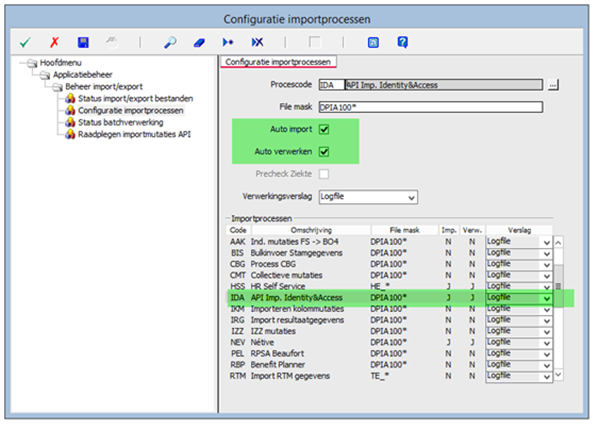 Configuratie importprocessen
Hoofdmenu
Applicatiebeheer
Beheer import/export
Status import/export bestanden
Configuratie importprocessen
Status batchverwerking
Raadplegen importmutaties API
Configuratie importprocessen
Procescode IDA API Imp. Identity&Access ...
File mask DPIA100*
Auto import
Auto verwerken
Precheck Ziekte
Verwerkingsverslag Logfile
Importprocessen
Code Omschrijving File mask Imp. Verw. Verslag
AAK Ind. mutaties FS -> BO4 DPIA100* N N Logfile
BIS Bulkinvoer Stamgegevens DPIA100* N N Logfile
CBG Process CBG DPIA100* N N Logfile
CMT Collectieve mutaties DPIA100* N N Logfile
HSS HR Self Service HE_* J J Logfile
IDA API Imp. Identity&Access DPIA100* J J Logfile
IKM Importeren kolommutaties DPIA100* N N Logfile
IRG Import resultaatgegevens DPIA100* N N Logfile
IZZ IZZ mutaties DPIA100* N N Logfile
NEV Nétive DPIA100* J J Logfile
PEL RPSA Beaufort DPIA100* N N Logfile
RBP Benefit Planner DPIA100* N N Logfile
RTM Import RTM gegevens TE_* N N Logfile